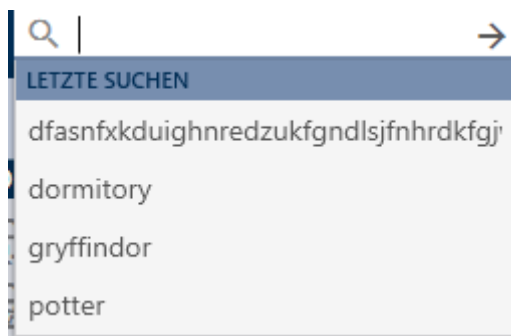 LETZTE SUCHEN
dfasnfxkduighnredzukfgndlsjfnhrdkfgj
dormitory
gryffindor
potter